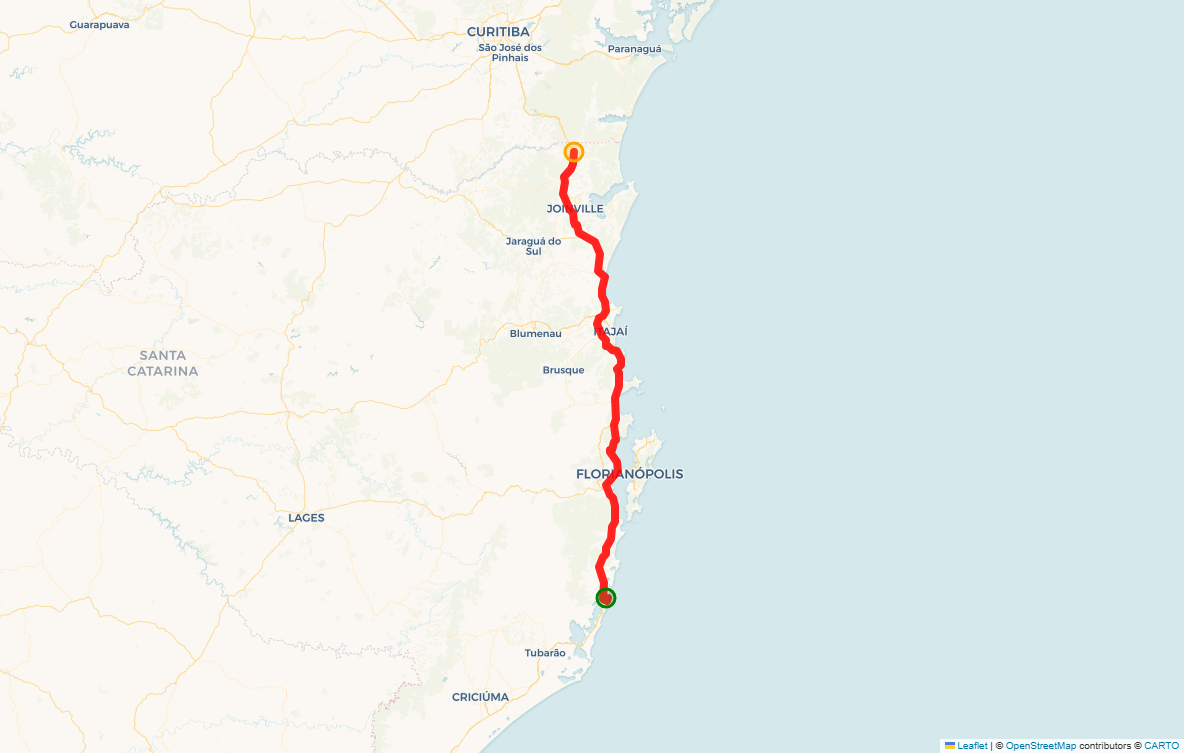 Guarapuava
CURITIBA
São José dos
Pinhais
Paranaguá
JOINVILLE
Jaraguá do
Sul
ITAJAÍ
Blumenau
SANTA
CATARINA
Brusque
FLORIANÓPOLIS
LAGES
Tubarão
CRICIÚMA
Leaflet | © OpenStreetMap contributors © CARTO